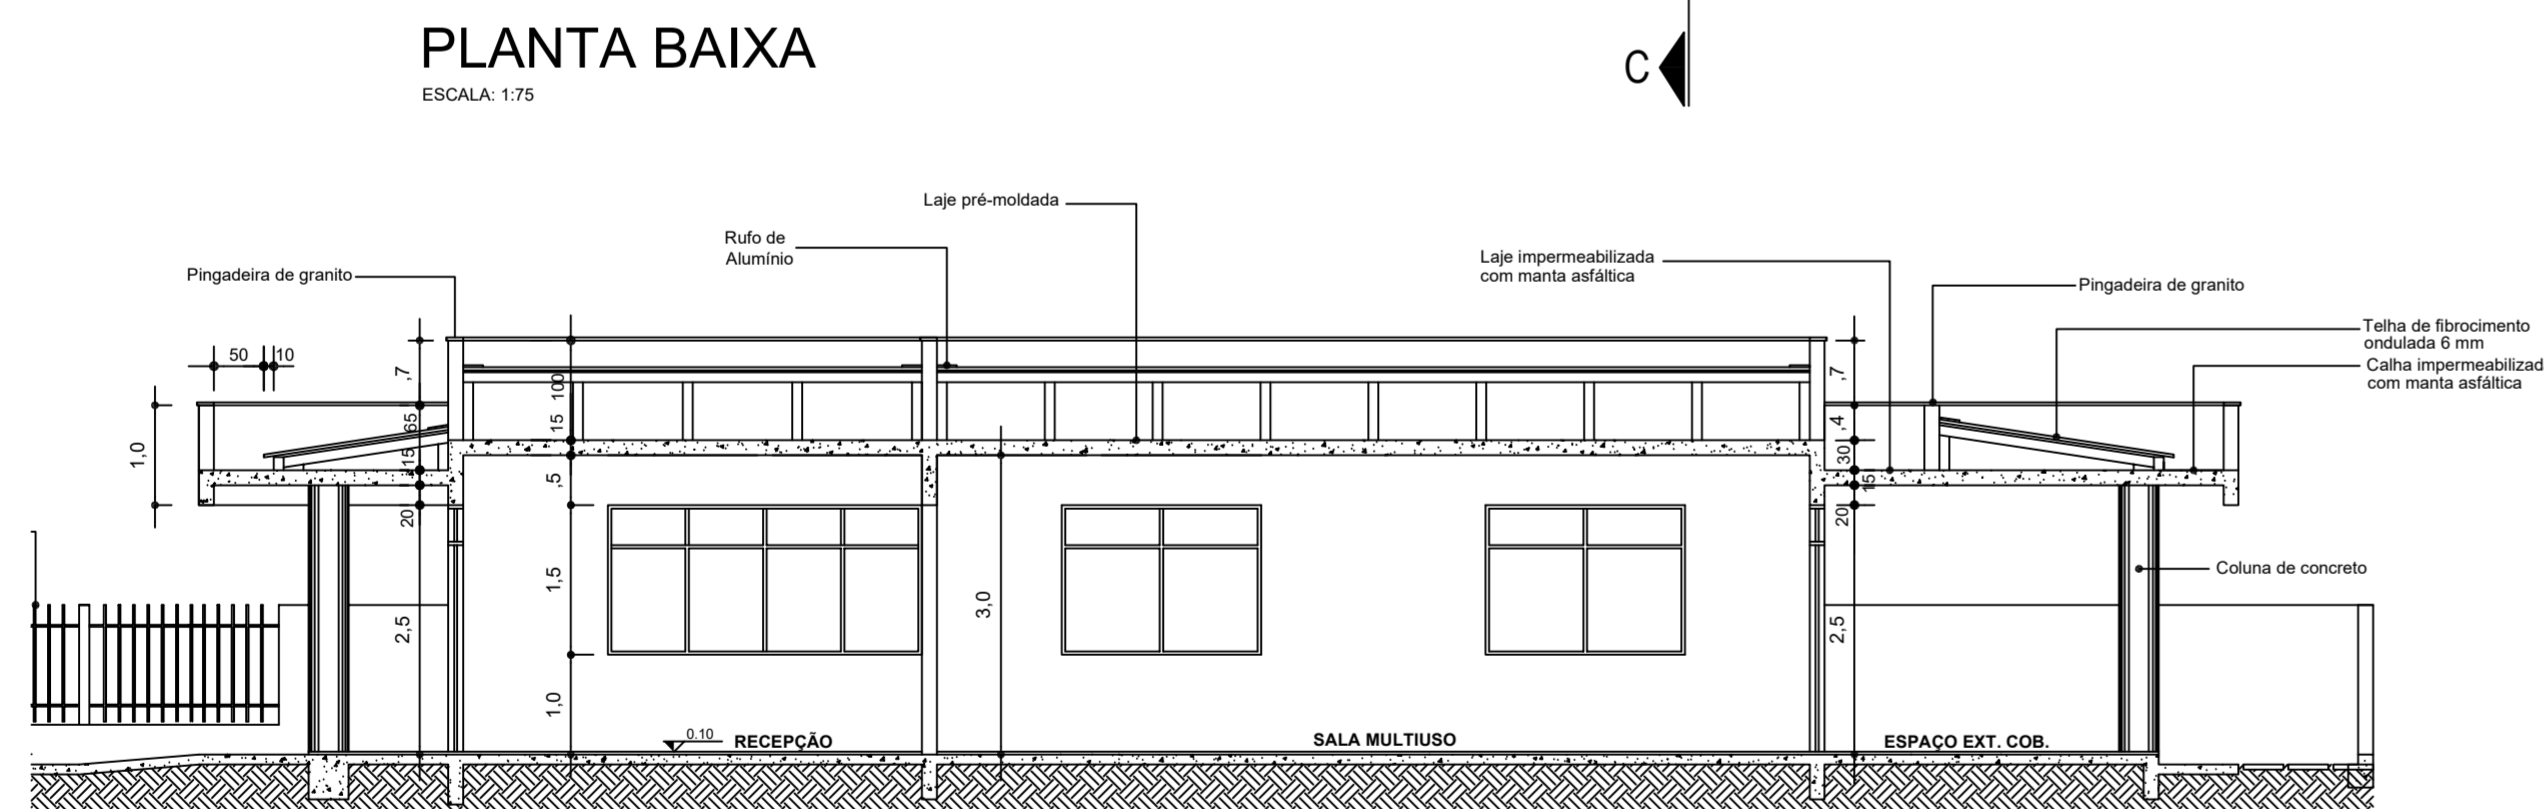 PLANTA BAIXA
ESCALA: 1:75
C
Laje pré-moldada
Rufo de
Alumínio
Pingadeira de granito
Laje impermeabilizada
com manta asfáltica
Pingadeira de granito
Telha de fibrocimento
ondulada 6 mm
Calha impermeabilizad
com manta asfáltica
50
10
,7
65
15
20
2,5
1,0
100
15
,5
1,5
1,0
3,0
,7
,4
30
15
20
2,5
Coluna de concreto
0.10
RECEPÇÃO
SALA MULTIUSO
ESPAÇO EXT. COB.